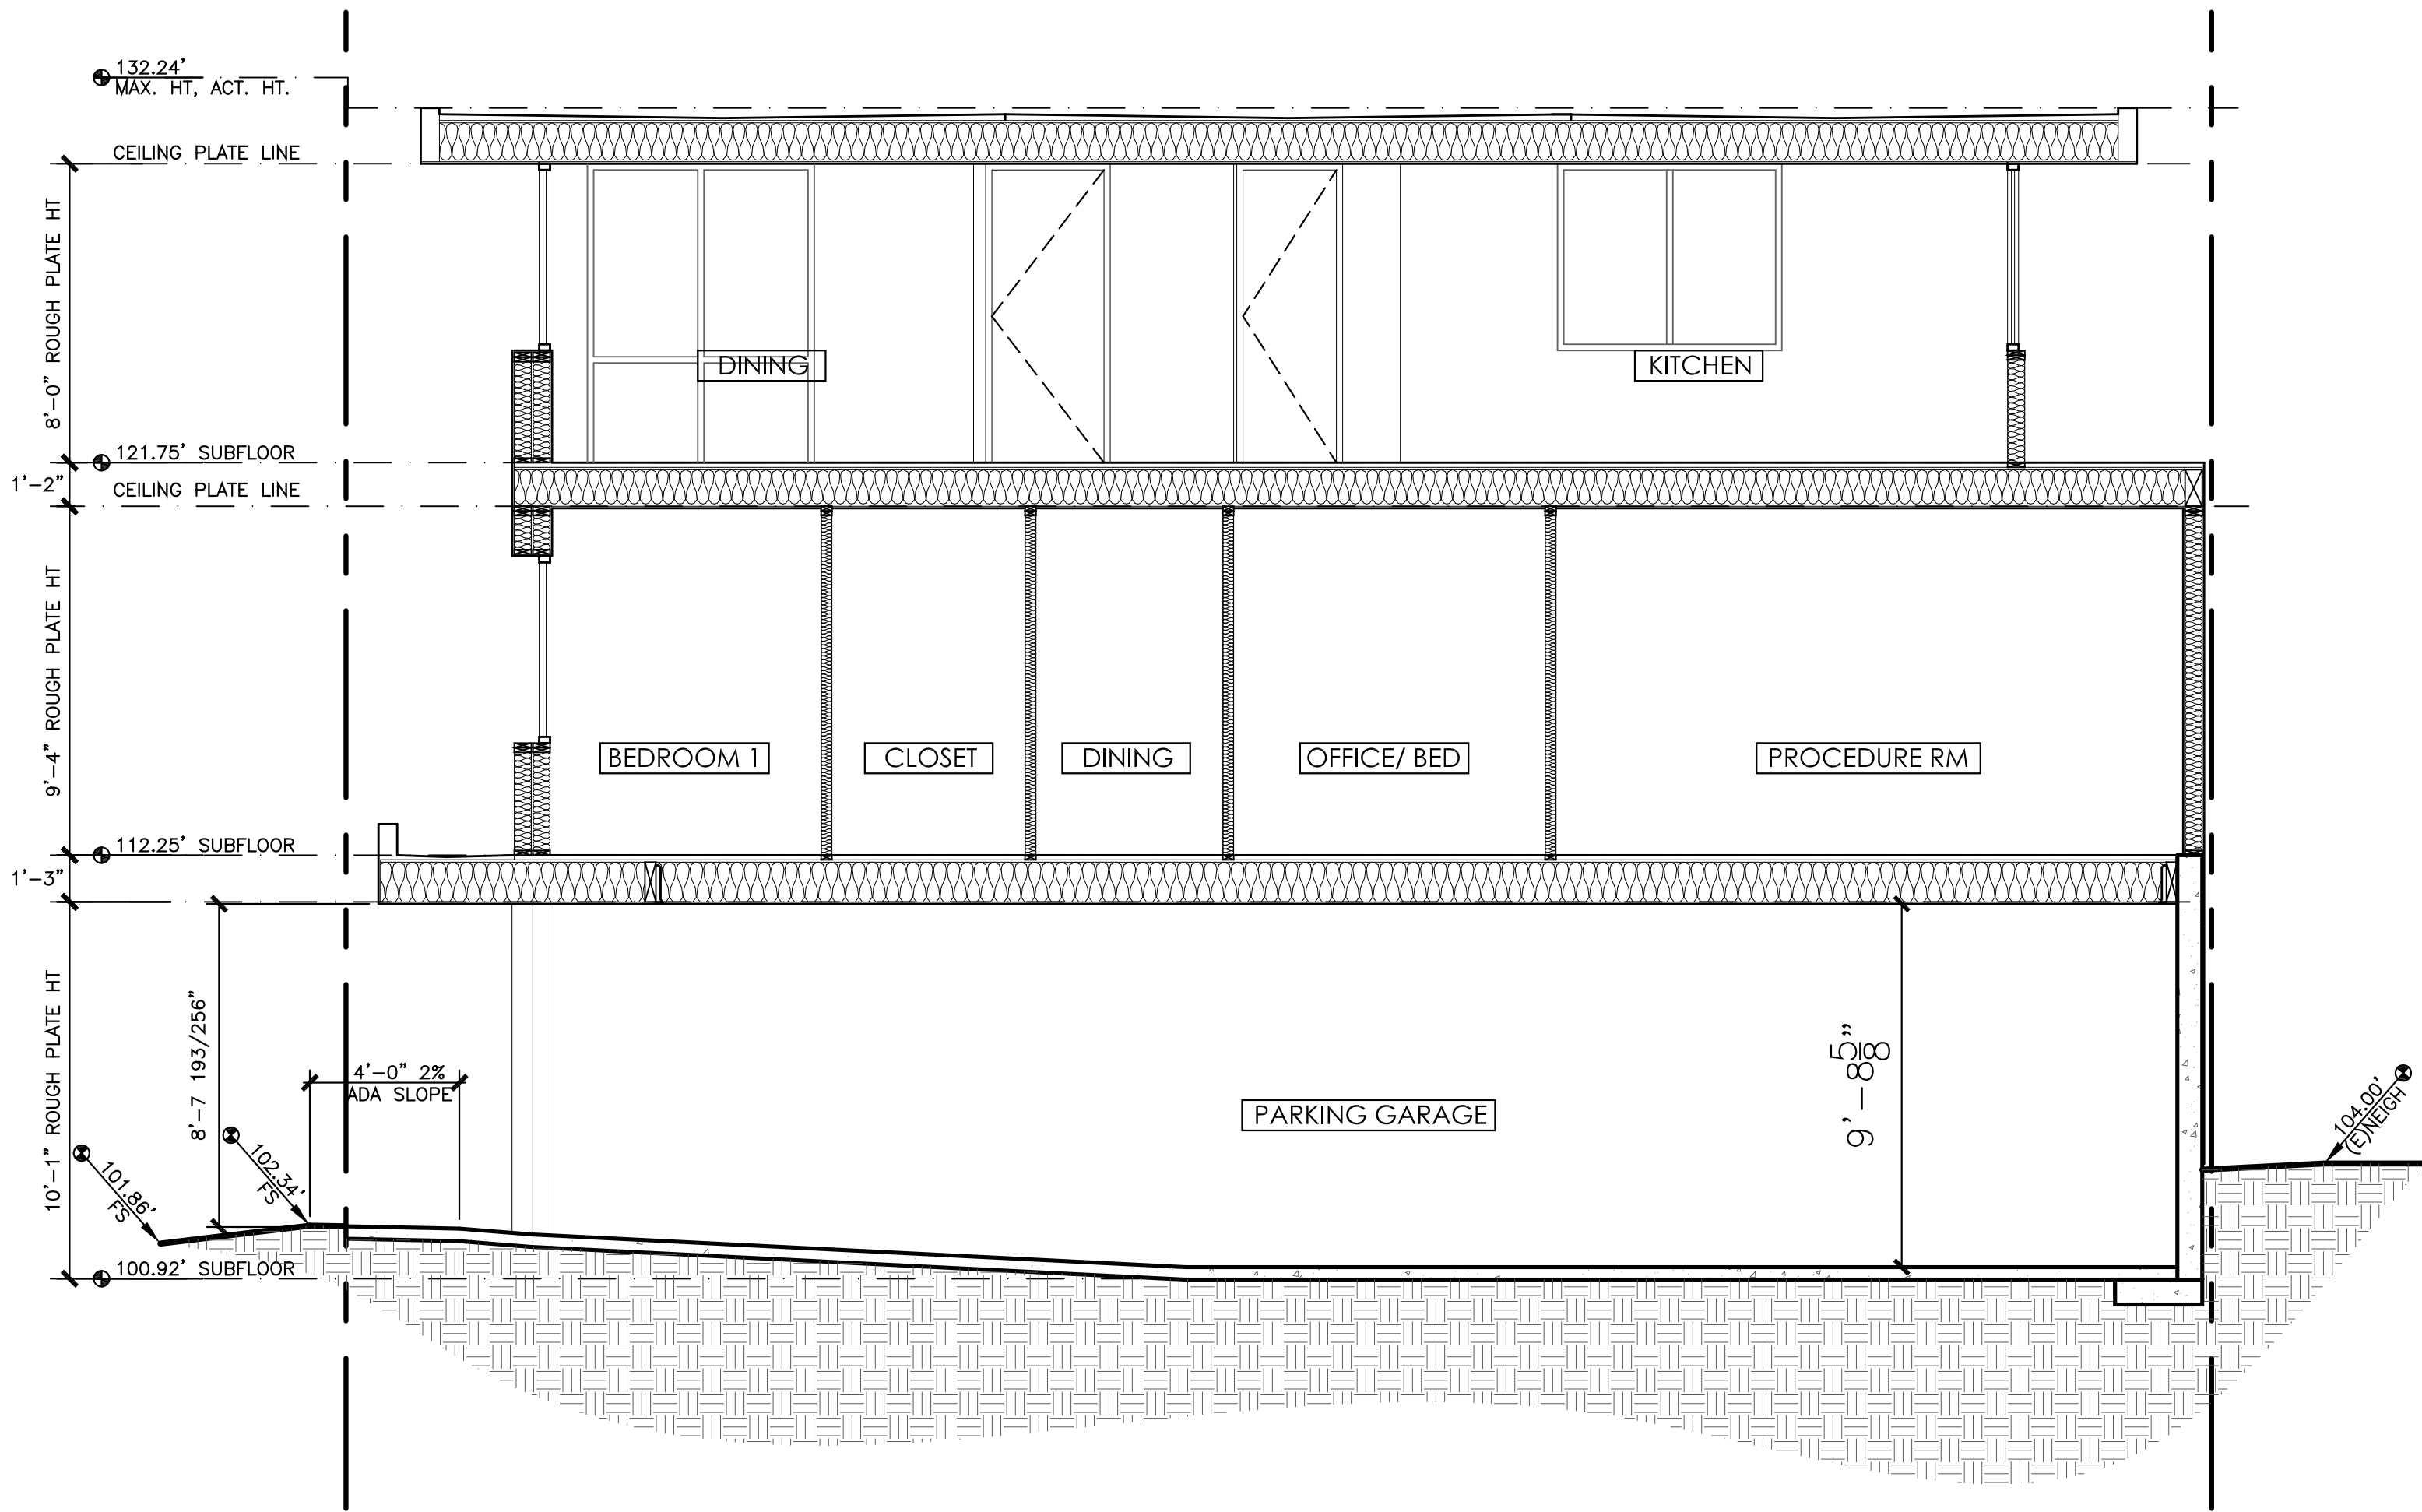 132.24'
MAX. HT, ACT. HT.
CEILING PLATE LINE
8'-0" ROUGH PLATE HT
DINING
KITCHEN
121.75' SUBFLOOR
1'-2"
CEILING PLATE LINE
9'-4" ROUGH PLATE HT
BEDROOM 1
CLOSET
DINING
OFFICE/ BED
PROCEDURE RM
112.25' SUBFLOOR
1'-3"
10'-1" ROUGH PLATE HT
8'-7 193/256"
4'-0" 2%
ADA SLOPE
9'-8 5/8"
PARKING GARAGE
104.00'
(E)NEIGH
102.34'
FS
101.86'
FS
100.92' SUBFLOOR